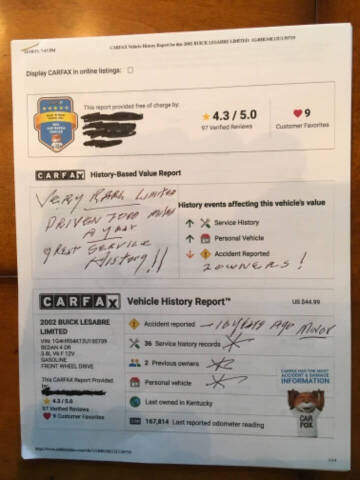 CARFAX Vehicle History Report for this 2002 BUICK LESABRE LIMITED:
Display CARFAX in online listings:
This report provided free of charge by:
4.3 / 5.0
97 Verified Reviews
9
Customer Favorites
CARFAX History-Based Value Report
VERY RARE Limited
DRIVEN 7000 miles
A year
great SERVICE
History!!
History events affecting this vehicle's value
Service History
Personal Vehicle
Accident Reported
2 OWNERS!
CARFAX Vehicle History Report™
US $44.99
2002 BUICK LESABRE
LIMITED
SEDAN 4 DR
3.8L V6 F 12V
GASOLINE
FRONT WHEEL DRIVE
This CARFAX Report Provided
4.3 / 5.0
97 Verified Reviews
9 Customer Favorites
Accident reported - 16 years Ago Minor
36 Service history records
2 Previous owners
Personal vehicle
Last owned in Kentucky
167,814 Last reported odometer reading
CARFAX HAS THE MOST
ACCIDENT & DAMAGE
INFORMATION
CAR
FOX